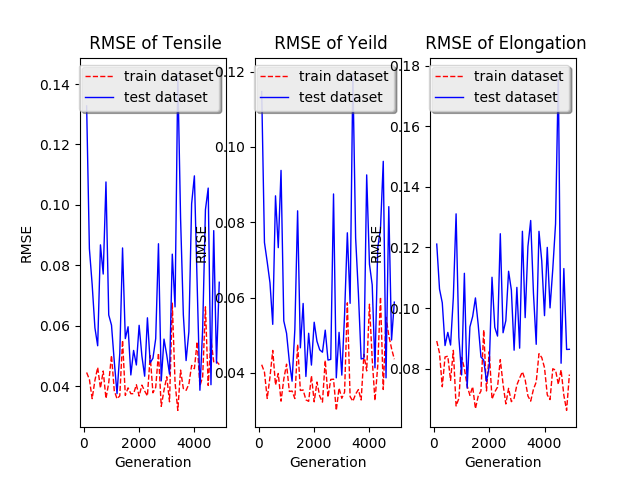 RMSE of Tensile
RMSE of Yeild
RMSE of Elongation
train dataset
test dataset
train dataset
test dataset
train dataset
test dataset
0.14
0.12
0.10
0.08
0.06
0.04
RMSE
0 2000 4000
Generation
0.12
0.10
0.08
0.06
0.04
RMSE
0 2000 4000
Generation
0.18
0.16
0.14
0.12
0.10
0.08
RMSE
0 2000 4000
Generation